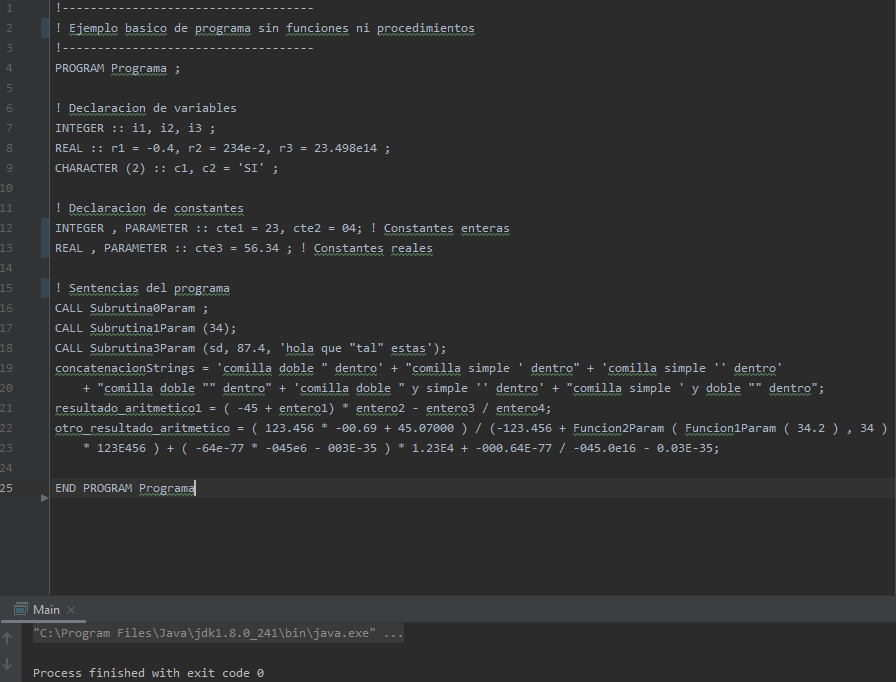 1 !------------------------------------
2 ! Ejemplo basico de programa sin funciones ni procedimientos
3 !------------------------------------
4 PROGRAM Programa ;
5
6 ! Declaracion de variables
7 INTEGER :: i1, i2, i3 ;
8 REAL :: r1 = -0.4, r2 = 234e-2, r3 = 23.498e14 ;
9 CHARACTER (2) :: c1, c2 = 'SI' ;
10
11 ! Declaracion de constantes
12 INTEGER , PARAMETER :: cte1 = 23, cte2 = 04; ! Constantes enteras
13 REAL , PARAMETER :: cte3 = 56.34 ; ! Constantes reales
14
15 ! Sentencias del programa
16 CALL Subrutina0Param ;
17 CALL Subrutina1Param (34);
18 CALL Subrutina3Param (sd, 87.4, 'hola que "tal" estas');
19 concatenacionStrings = 'comilla doble " dentro' + "comilla simple ' dentro" + 'comilla simple '' dentro'
20 + "comilla doble "" dentro" + 'comilla doble " y simple '' dentro' + "comilla simple ' y doble "" dentro";
21 resultado_aritmetico1 = ( -45 + entero1) * entero2 - entero3 / entero4;
22 otro_resultado_aritmetico = ( 123.456 * -00.69 + 45.07000 ) / (-123.456 + Funcion2Param ( Funcion1Param ( 34.2 ) , 34 )
23 * 123E456 ) + ( -64e-77 * -045e6 - 003E-35 ) * 1.23E4 + -000.64E-77 / -045.0e16 - 0.03E-35;
24
25 END PROGRAM Programa
Main
"C:\Program Files\Java\jdk1.8.0_241\bin\java.exe" ...
Process finished with exit code 0